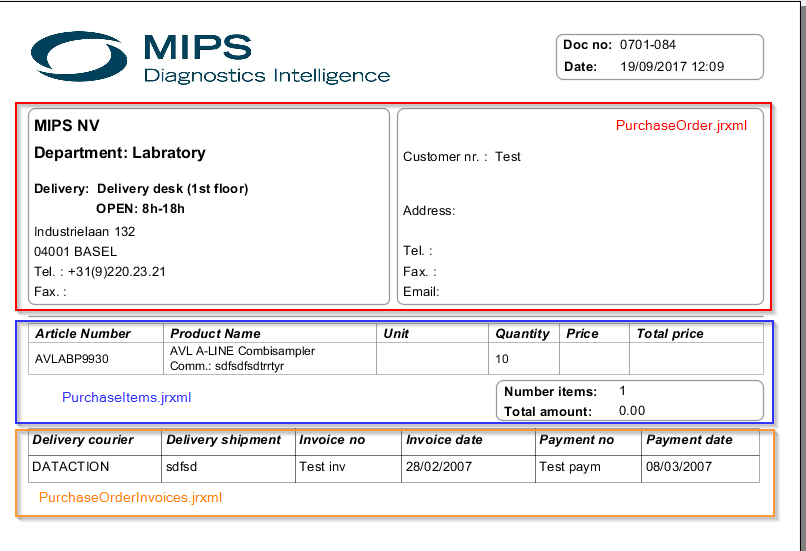 MIPS
Diagnostics Intelligence
Doc no: 0701-084
Date: 19/09/2017 12:09
MIPS NV
Department: Labratory
Delivery: Delivery desk (1st floor)
OPEN: 8h-18h
Industrielaan 132
04001 BASEL
Tel. : +31(9)220.23.21
Fax. :
PurchaseOrder.jrxml
Customer nr. : Test
Address:
Tel. :
Fax. :
Email:
Article Number Product Name Unit Quantity Price Total price
AVLABP9930 AVL A-LINE Combisampler 10
Comm.: sdfsdfsdtrrtyr
PurchaseItems.jrxml
Number items: 1
Total amount: 0.00
Delivery courier Delivery shipment Invoice no Invoice date Payment no Payment date
DATACTION sdfsd Test inv 28/02/2007 Test paym 08/03/2007
PurchaseOrderInvoices.jrxml